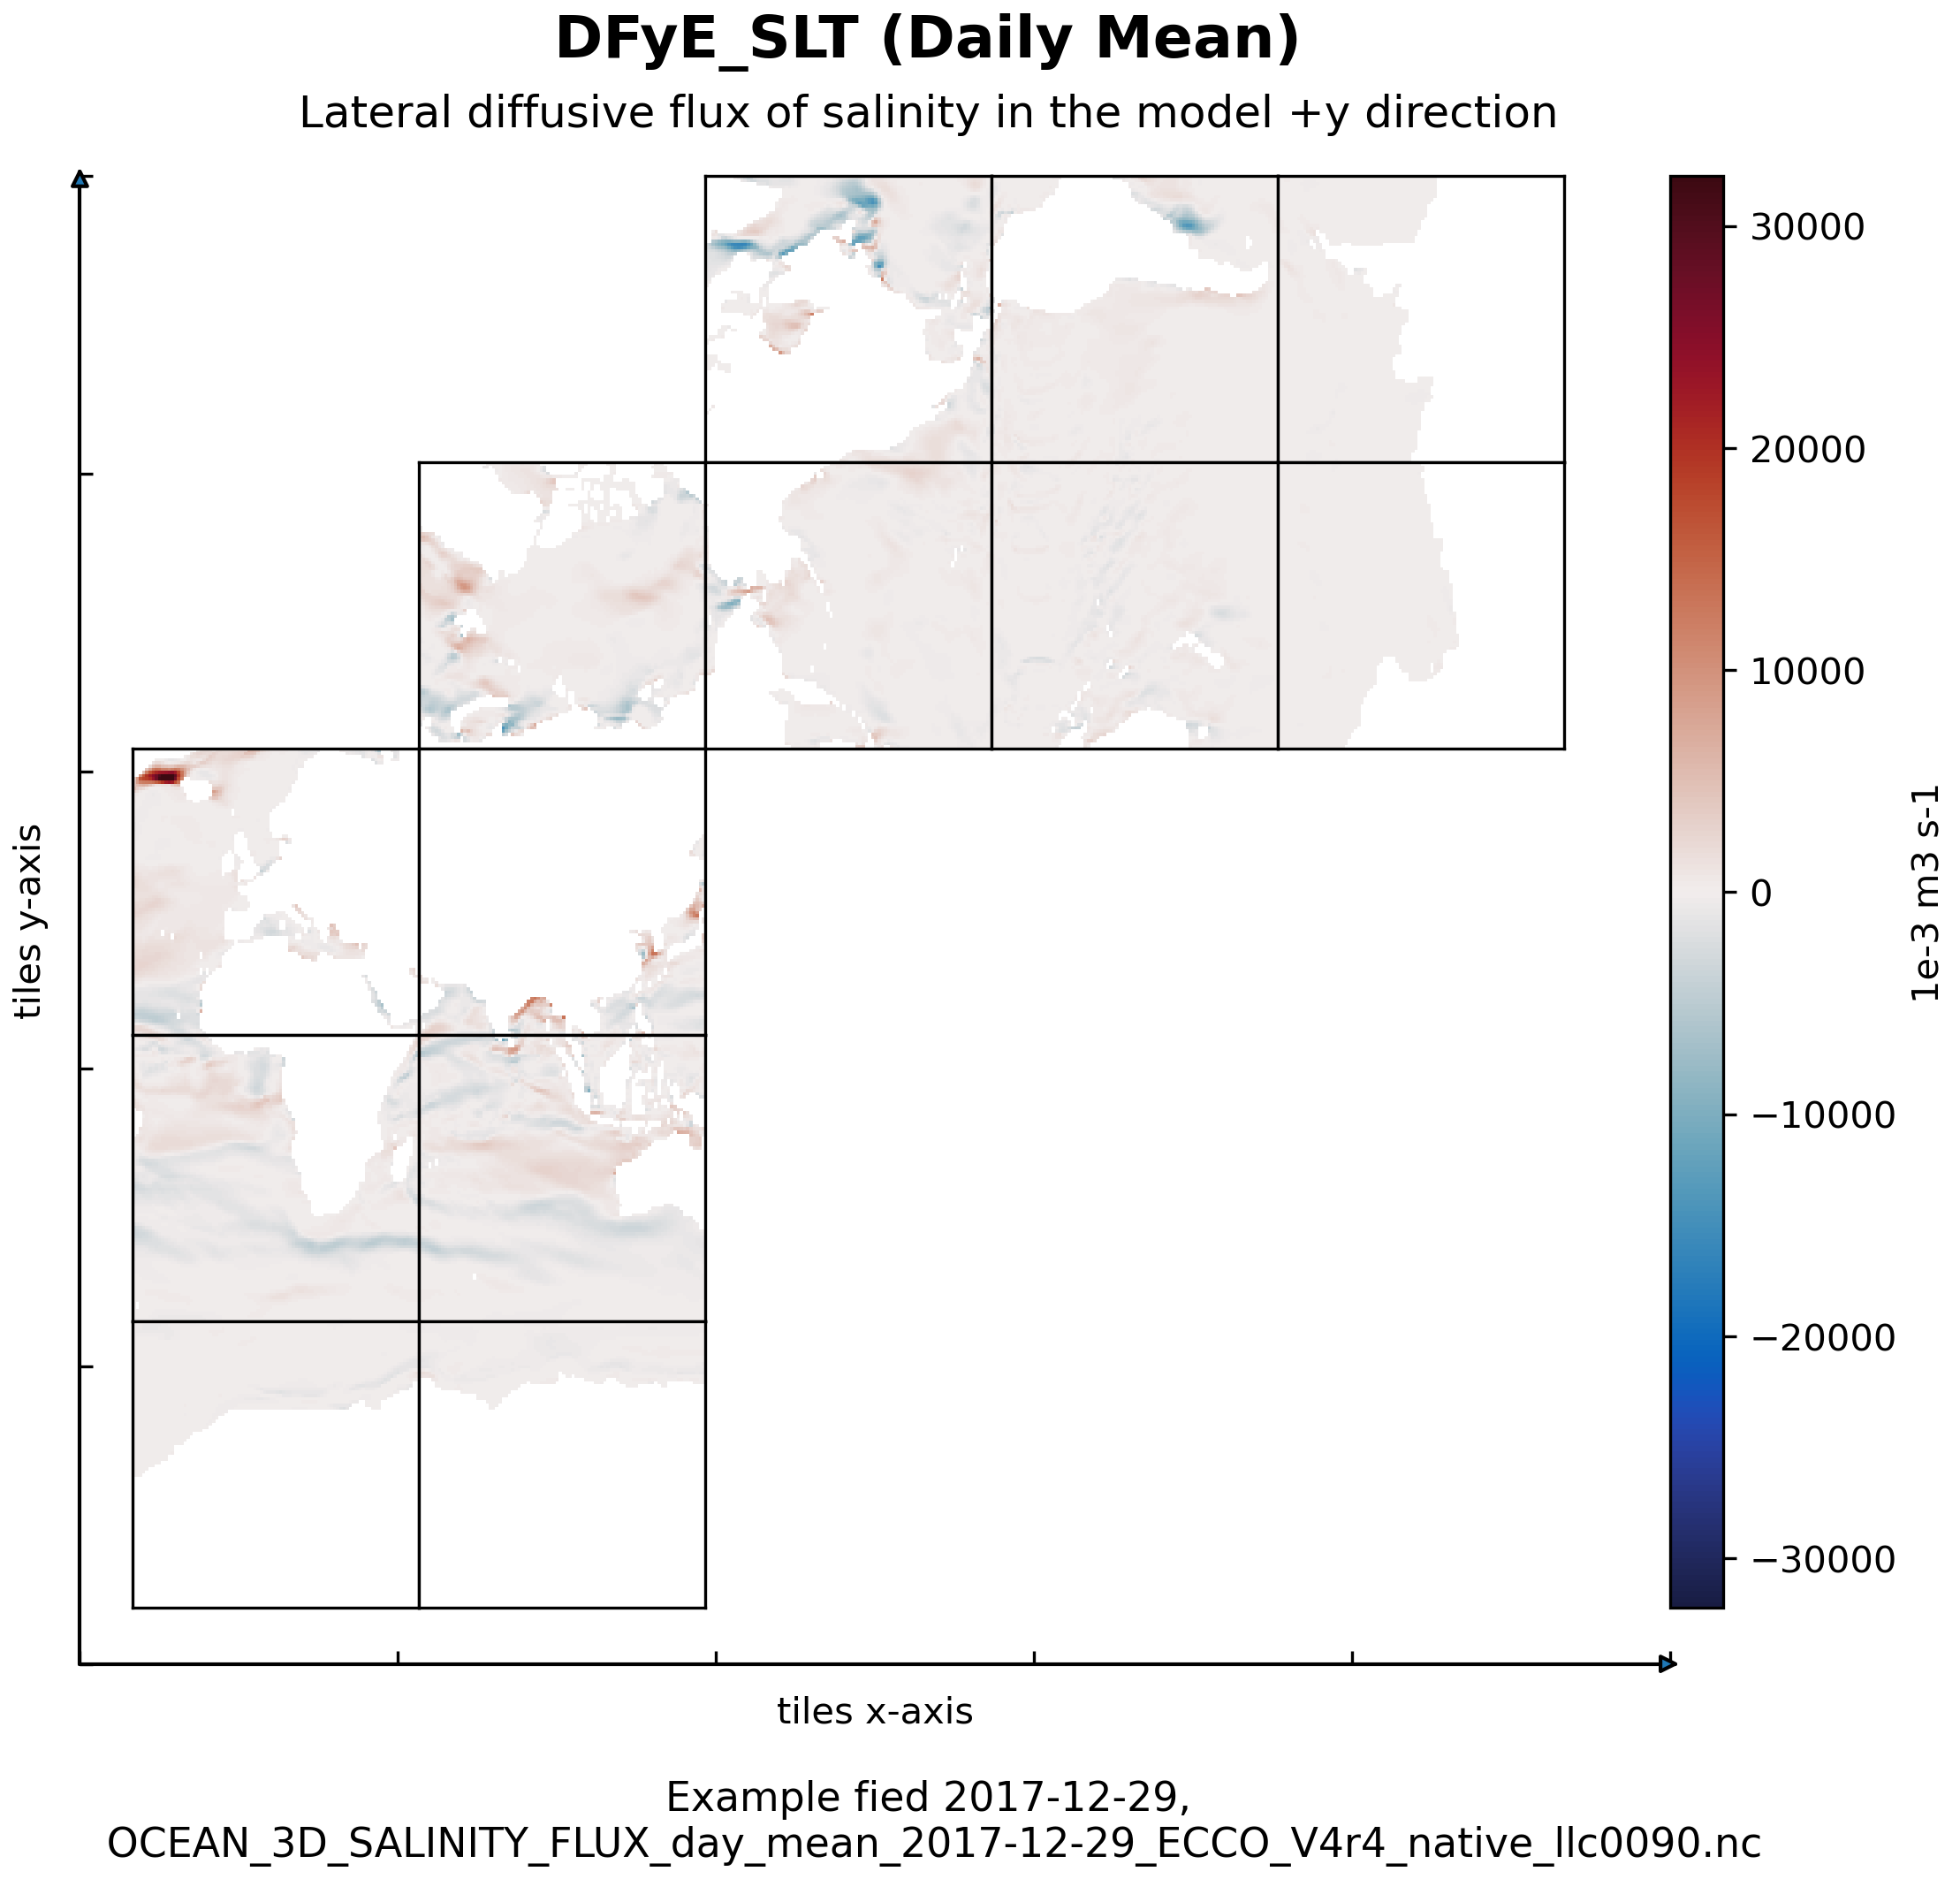 DFyE_SLT (Daily Mean)
Lateral diffusive flux of salinity in the model +y direction
30000
20000
10000
0
−10000
−20000
−30000
1e-3 m3 s-1
tiles y-axis
tiles x-axis
Example fied 2017-12-29,
OCEAN_3D_SALINITY_FLUX_day_mean_2017-12-29_ECCO_V4r4_native_llc0090.nc